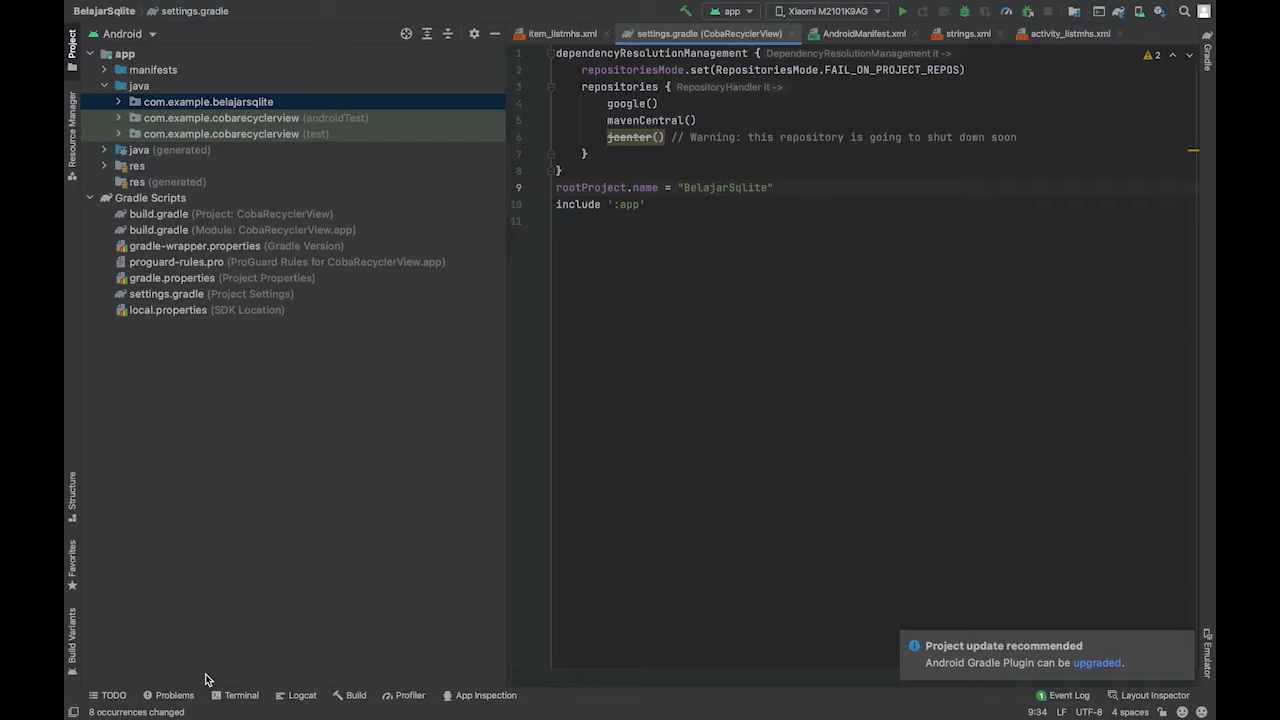 BelajarSqlite settings.gradle app Xiaomi M2101K9AG
Project
Resource Manager
Structure
Favorites
Build Variants
Android
app
manifests
java
com.example.belajarsqlite
com.example.cobarecyclerview (androidTest)
com.example.cobarecyclerview (test)
java (generated)
res
res (generated)
Gradle Scripts
build.gradle (Project: CobaRecyclerView)
build.gradle (Module: CobaRecyclerView.app)
gradle-wrapper.properties (Gradle Version)
proguard-rules.pro (ProGuard Rules for CobaRecyclerView.app)
gradle.properties (Project Properties)
settings.gradle (Project Settings)
local.properties (SDK Location)
item_listmhs.xml settings.gradle (CobaRecyclerView) AndroidManifest.xml strings.xml activity_listmhs.xml
2
1 dependencyResolutionManagement { DependencyResolutionManagement it ->
2 repositoriesMode.set(RepositoriesMode.FAIL_ON_PROJECT_REPOS)
3 repositories { RepositoryHandler it ->
4 google()
5 mavenCentral()
6 jcenter() // Warning: this repository is going to shut down soon
7 }
8 }
9 rootProject.name = "BelajarSqlite"
10 include ':app'
11
Gradle
Emulator
Project update recommended
Android Gradle Plugin can be upgraded.
TODO Problems Terminal Logcat Build Profiler App Inspection 1 Event Log Layout Inspector
8 occurrences changed 9:34 LF UTF-8 4 spaces